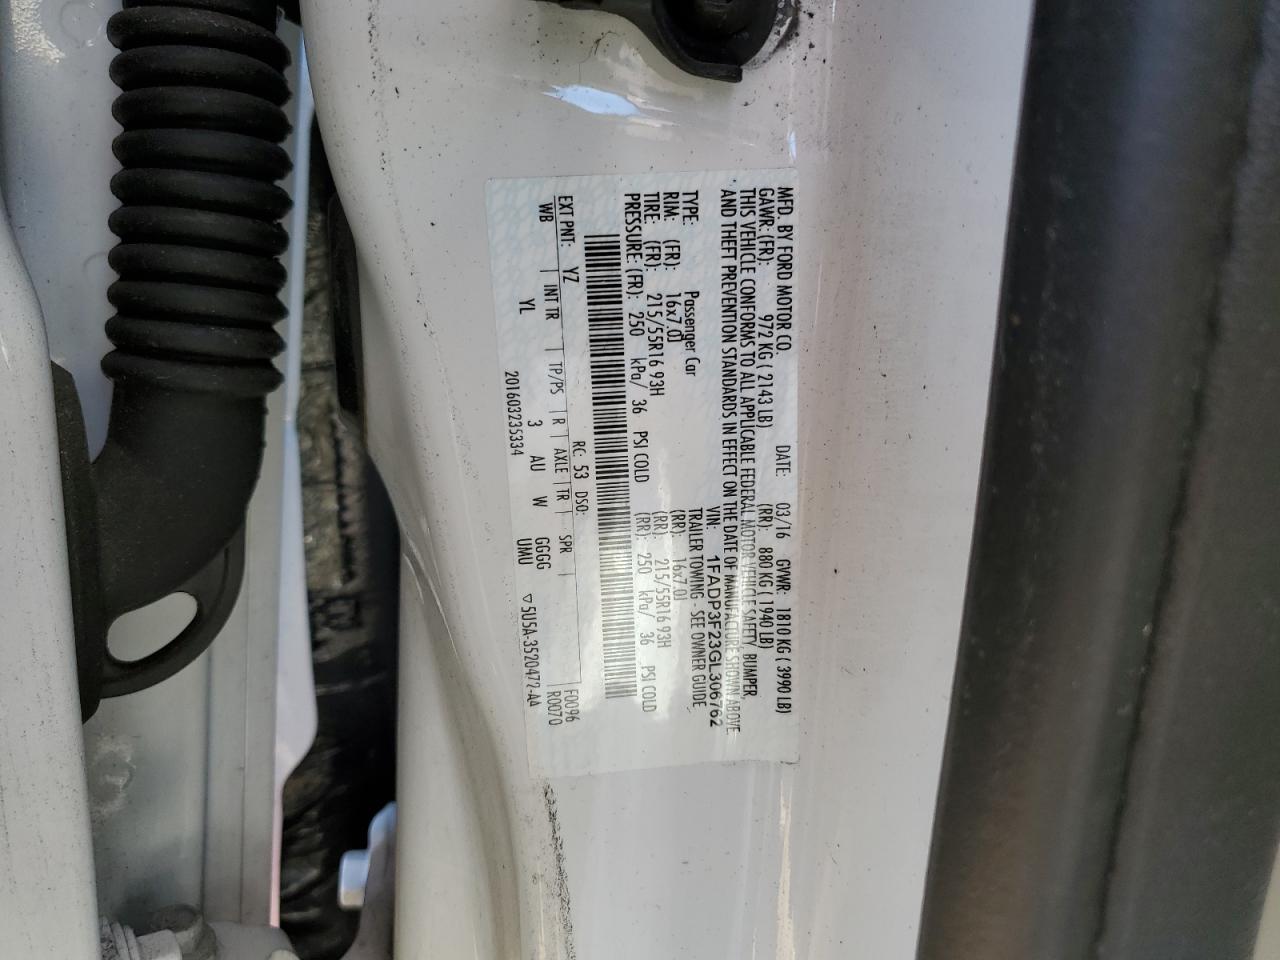 MFD. BY FORD MOTOR CO. DATE: 03/16 GVWR: 1810 KG ( 3990 LB)
GAWR: (FR): 972 KG ( 2143 LB) (RR): 880 KG ( 1940 LB)
THIS VEHICLE CONFORMS TO ALL APPLICABLE FEDERAL MOTOR VEHICLE SAFETY, BUMPER,
AND THEFT PREVENTION STANDARDS IN EFFECT ON THE DATE OF MANUFACTURE SHOWN ABOVE.
VIN: 1FADP3F23GL306762
TYPE: Passenger Car TRAILER TOWING - SEE OWNER GUIDE
RIM: (FR): 16x7.0J (RR): 16x7.0J
TIRE: (FR): 215/55R16 93H (RR): 215/55R16 93H
PRESSURE: (FR): 250 kPa/ 36 PSI COLD (RR): 250 kPa/ 36 PSI COLD
EXT PNT: YZ RC: 53 DSO: F0096
WB INT TR TP/PS R AXLE TR SPR R0070
YL 3 AU W GGGG
201603235334 UMU ▽5U5A-3520472-AA